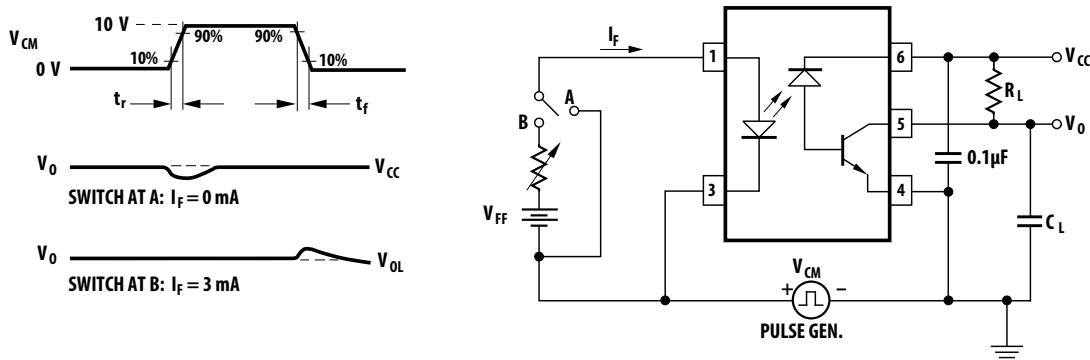 10 V
V_CM
0 V
10%
90%
90%
10%
t_r
t_f
V_O
V_CC
SWITCH AT A: I_F = 0 mA
V_O
V_OL
SWITCH AT B: I_F = 3 mA
I_F
A
B
V_FF
1
3
6
5
4
V_CC
R_L
V_O
0.1µF
C_L
V_CM
+
−
PULSE GEN.